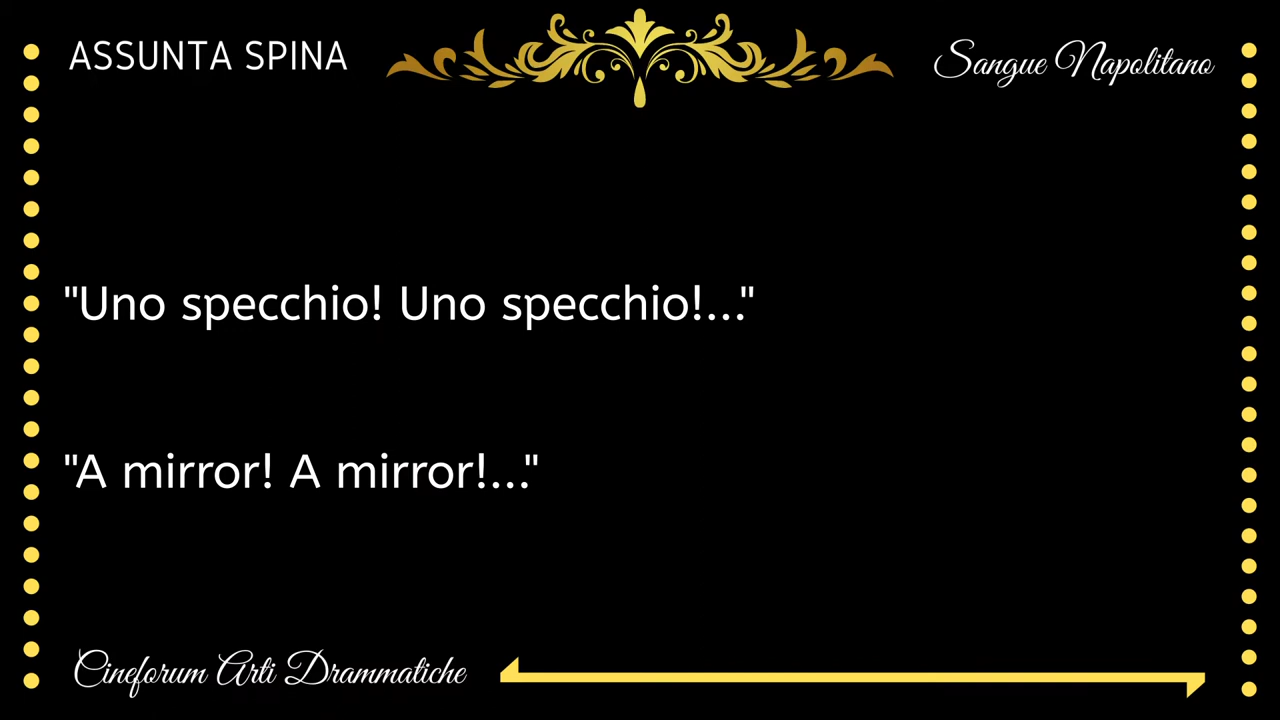 ASSUNTA SPINA
Sangue Napolitano
"Uno specchio! Uno specchio!..."
"A mirror! A mirror!..."
Cineforum Arti Drammatiche